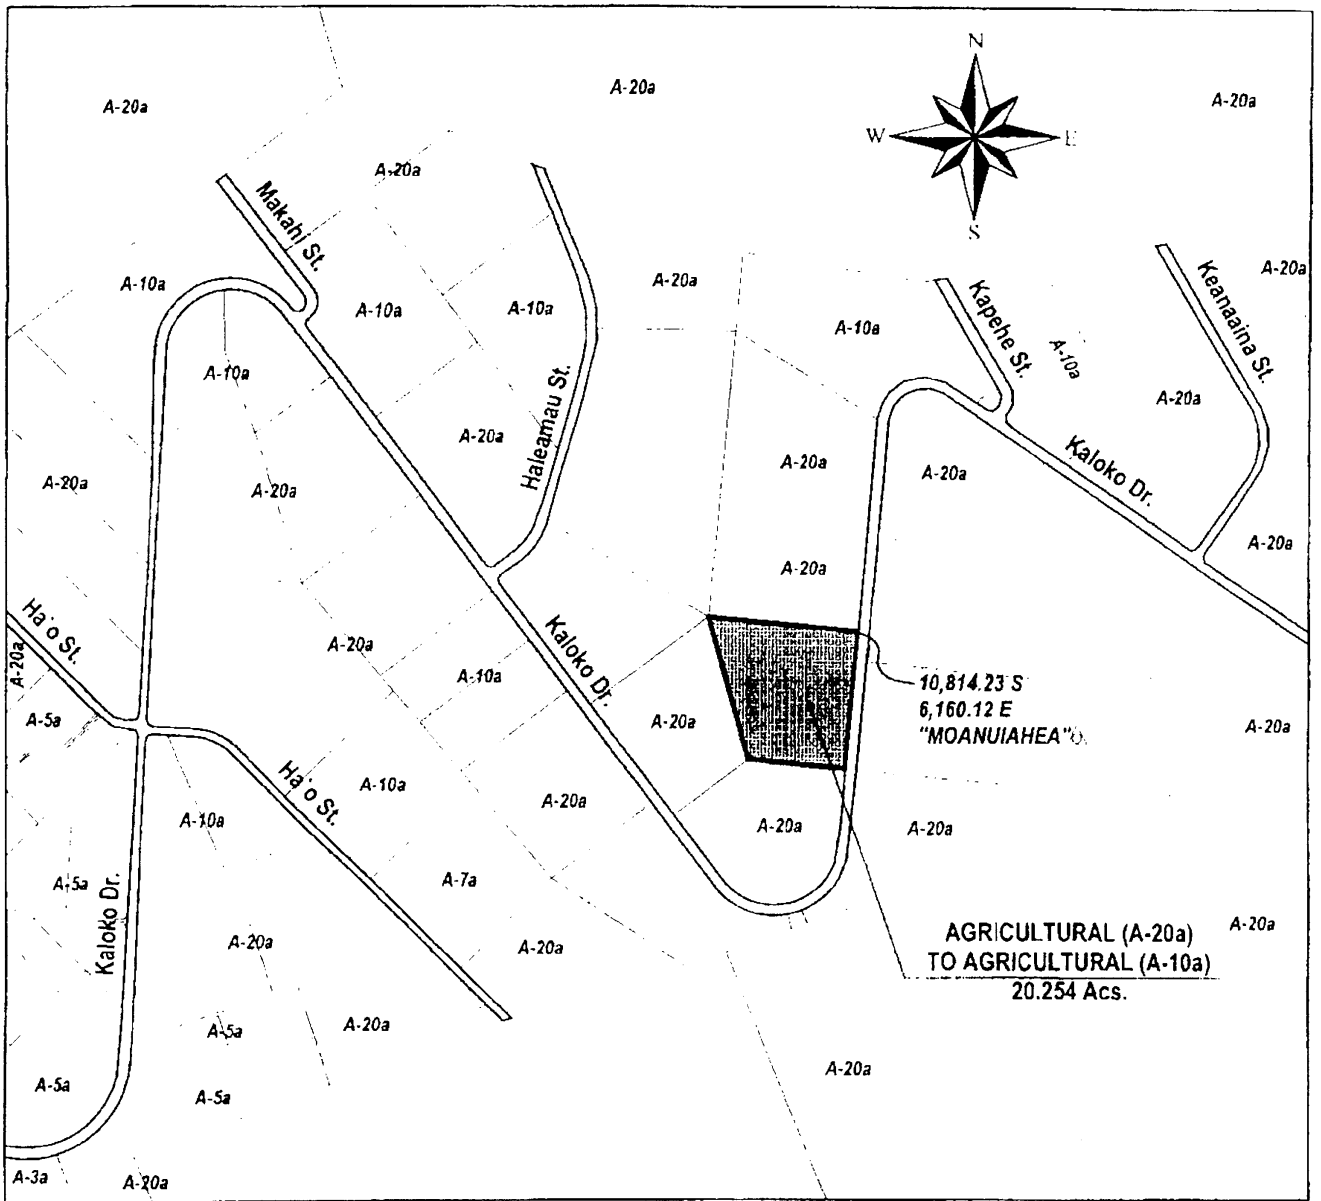 N
A-20a
A-20a
A-20a
W
E
A-20a
Makahi St.
S
A-10a
A-20a
A-20a
Keanaaina St.
A-10a
A-10a
Kapehe St.
A-10a
A-10a
A-10a
A-20a
Haleamau St.
A-20a
Kaloko Dr.
A-20a
A-20a
A-20a
A-20a
A-20a
A-20a
Ha'o St.
A-20a
Kaloko Dr.
A-20a
A-10a
10,814.23 S
6,160.12 E
"MOANUIAHEA"
A-5a
A-20a
A-20a
Ha'o St.
A-10a
A-20a
A-10a
A-20a
A-20a
A-5a
A-7a
Kaloko Dr.
A-20a
A-20a
A-20a
AGRICULTURAL (A-20a)
TO AGRICULTURAL (A-10a)
20.254 Acs.
A-5a
A-20a
A-20a
A-5a
A-5a
A-3a
A-20a